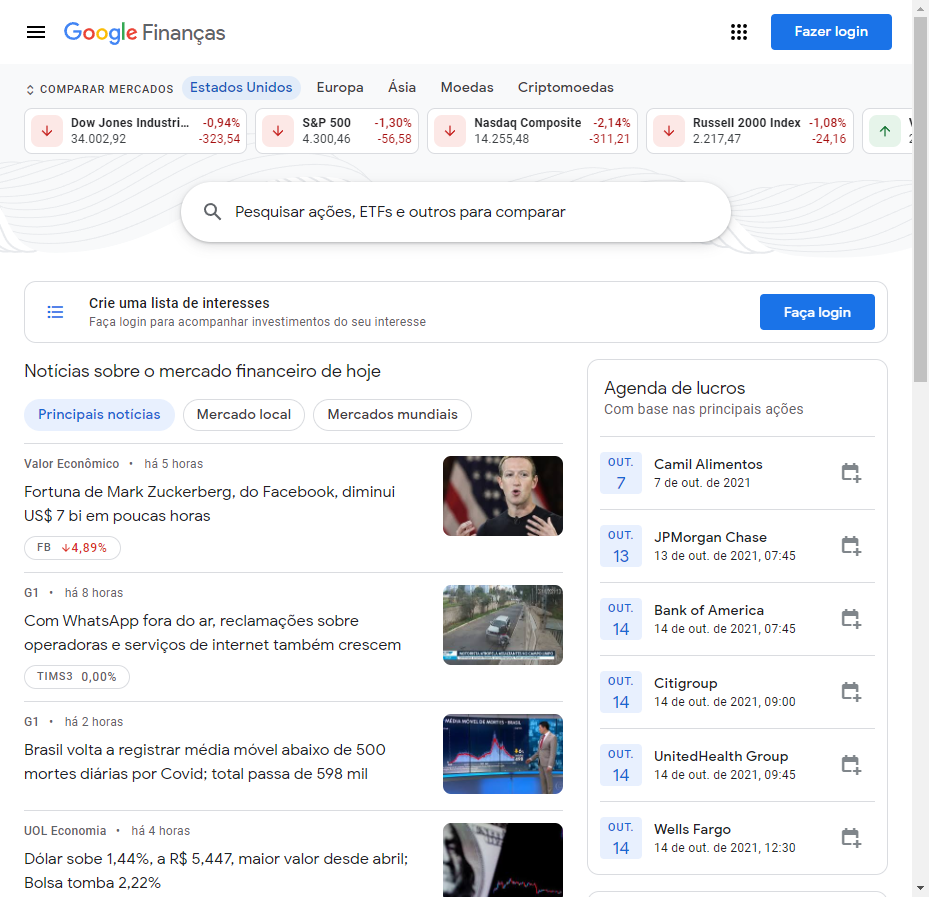 Google Finanças
Fazer login
COMPARAR MERCADOS
Estados Unidos
Europa
Ásia
Moedas
Criptomoedas
Dow Jones Industri... -0,94%
34.002,92 -323,54
S&P 500 -1,30%
4.300,46 -56,58
Nasdaq Composite -2,14%
14.255,48 -311,21
Russell 2000 Index -1,08%
2.217,47 -24,16
Pesquisar ações, ETFs e outros para comparar
Crie uma lista de interesses
Faça login para acompanhar investimentos do seu interesse
Faça login
Notícias sobre o mercado financeiro de hoje
Principais notícias
Mercado local
Mercados mundiais
Valor Econômico • há 5 horas
Fortuna de Mark Zuckerberg, do Facebook, diminui
US$ 7 bi em poucas horas
FB 4,89%
G1 • há 8 horas
Com WhatsApp fora do ar, reclamações sobre
operadoras e serviços de internet também crescem
TIMS3 0,00%
G1 • há 2 horas
Brasil volta a registrar média móvel abaixo de 500
mortes diárias por Covid; total passa de 598 mil
MÉDIA MÓVEL DE MORTES - BRASIL
UOL Economia • há 4 horas
Dólar sobe 1,44%, a R$ 5,447, maior valor desde abril;
Bolsa tomba 2,22%
Agenda de lucros
Com base nas principais ações
OUT.
7
Camil Alimentos
7 de out. de 2021
OUT.
13
JPMorgan Chase
13 de out. de 2021, 07:45
OUT.
14
Bank of America
14 de out. de 2021, 07:45
OUT.
14
Citigroup
14 de out. de 2021, 09:00
OUT.
14
UnitedHealth Group
14 de out. de 2021, 09:45
OUT.
14
Wells Fargo
14 de out. de 2021, 12:30